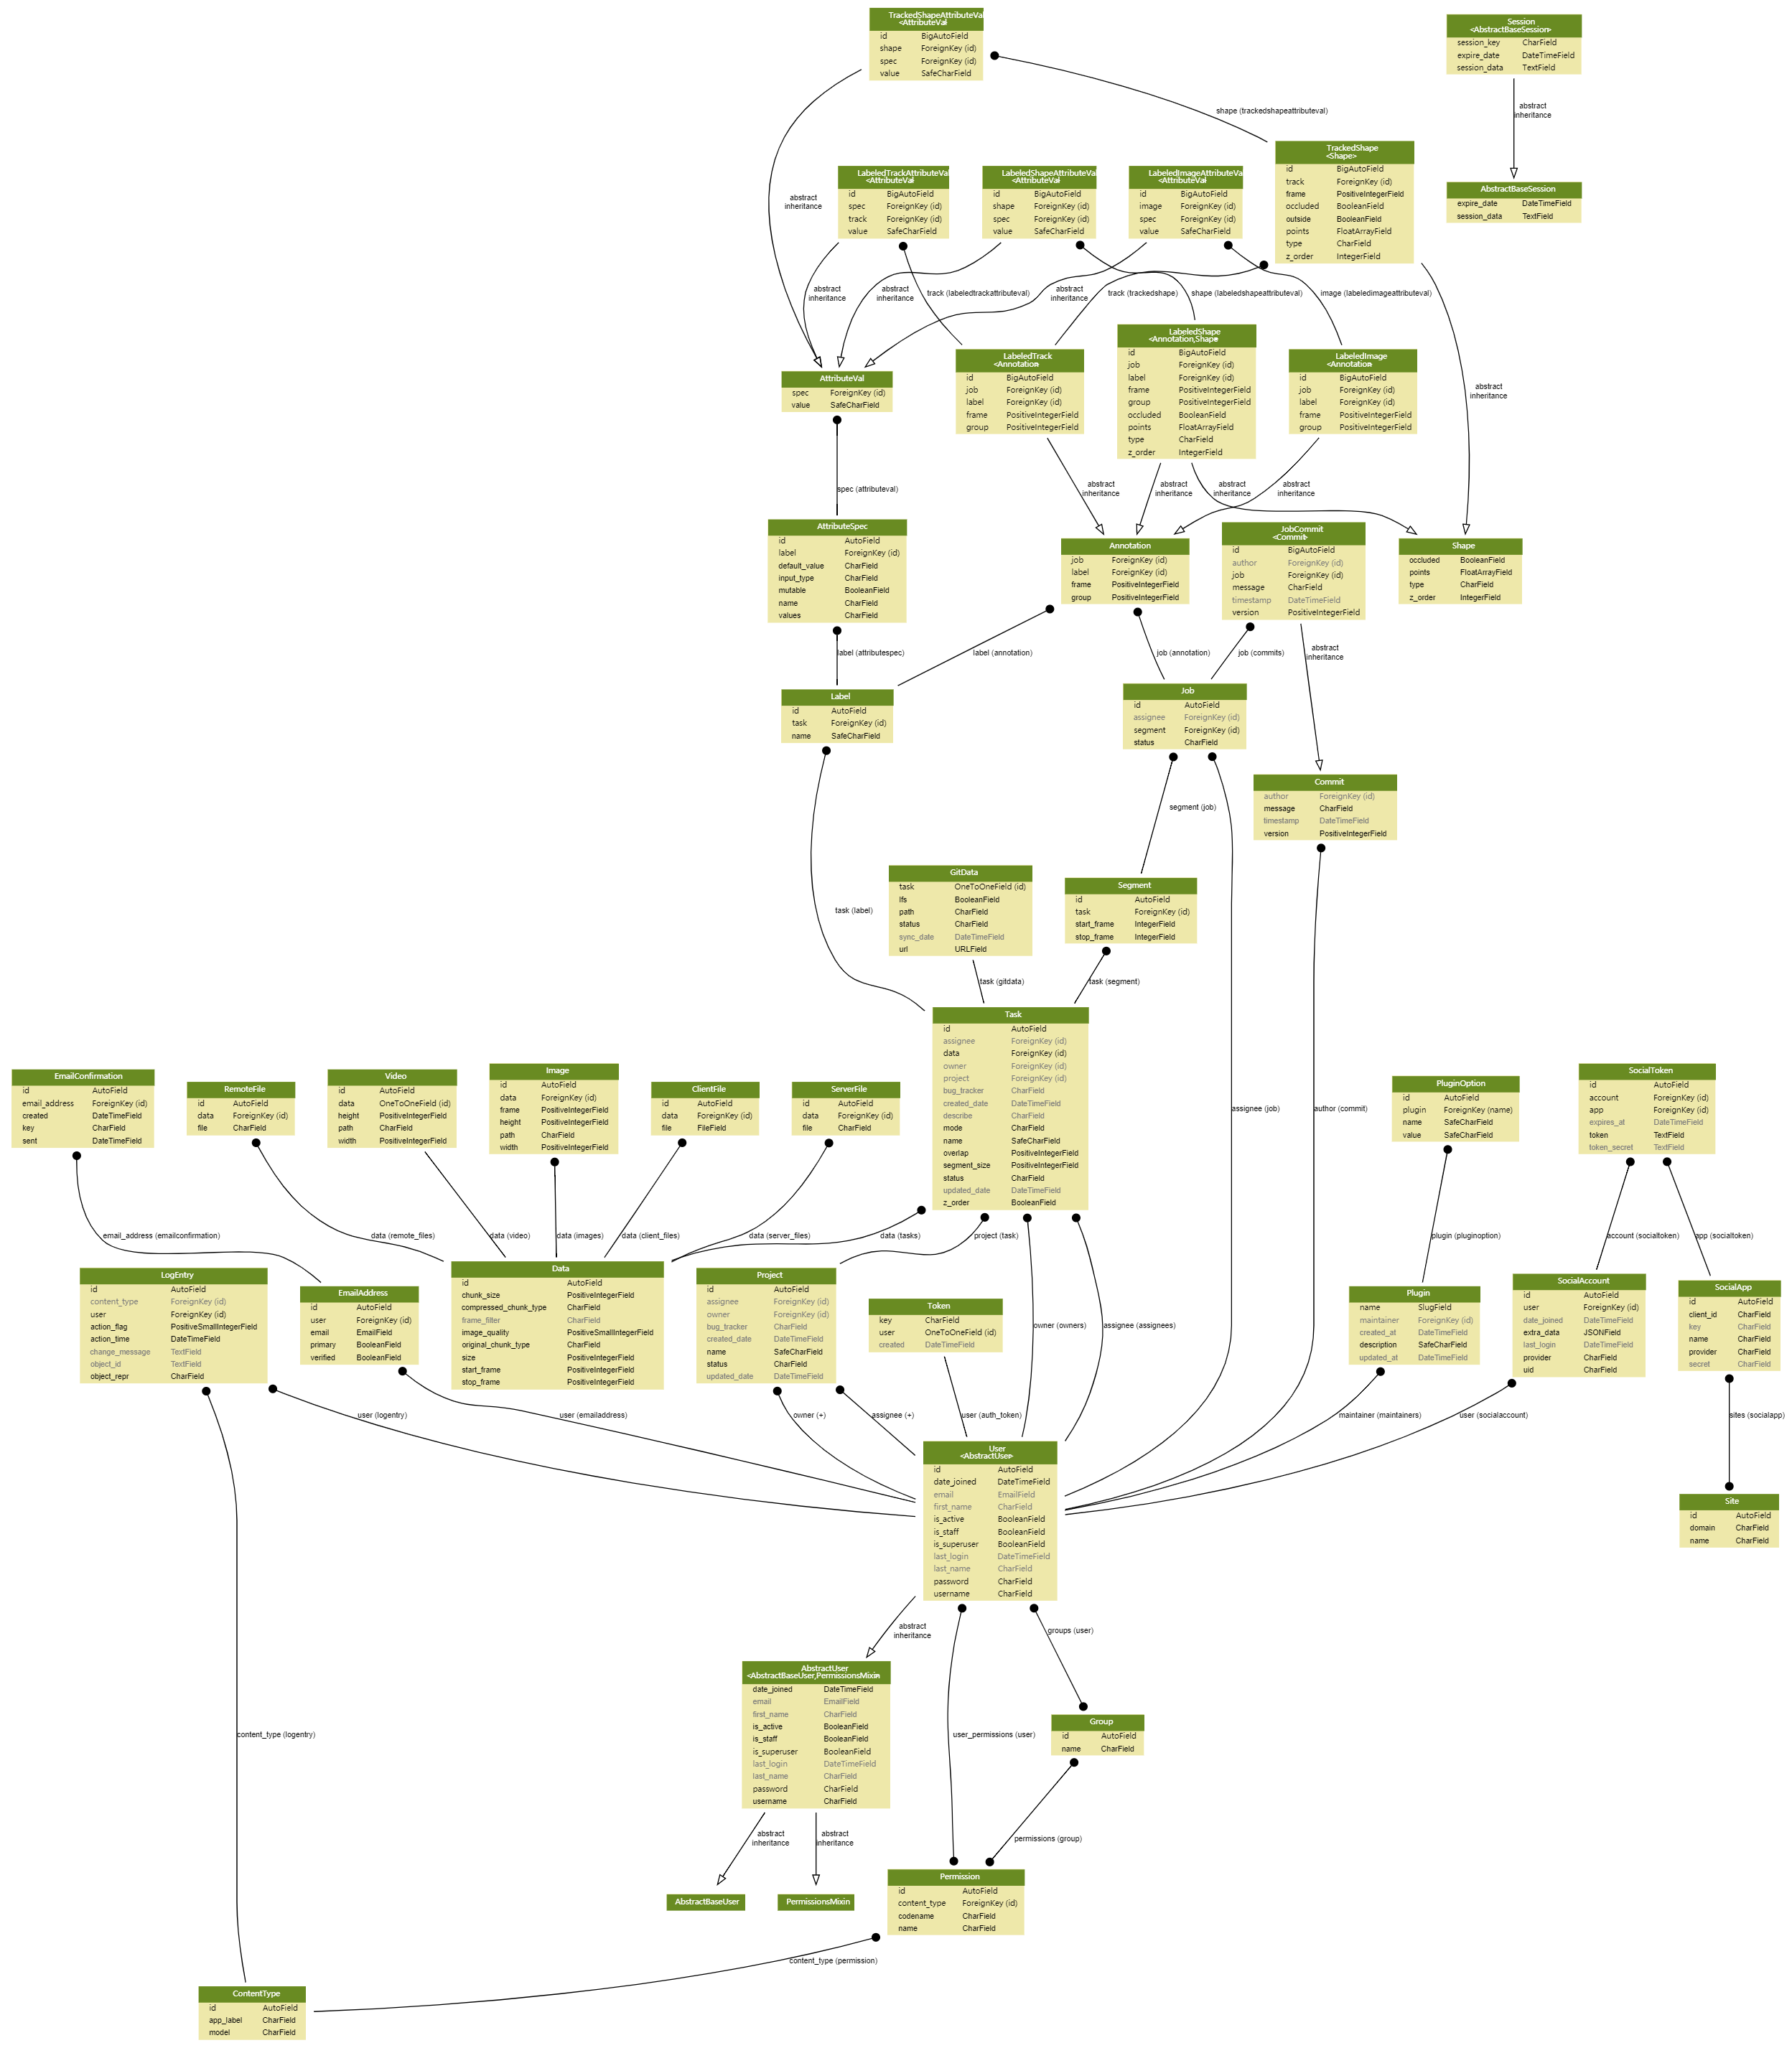 TrackedShapeAttributeVal
<AttributeVal>
id BigAutoField
shape ForeignKey (id)
spec ForeignKey (id)
value SafeCharField
Session
<AbstractBaseSession>
session_key CharField
expire_date DateTimeField
session_data TextField
shape (trackedshapeattributeval)
abstract
inheritance
TrackedShape
<Shape>
id BigAutoField
track ForeignKey (id)
frame PositiveIntegerField
occluded BooleanField
outside BooleanField
points FloatArrayField
type CharField
z_order IntegerField
LabeledTrackAttributeVal
<AttributeVal>
id BigAutoField
spec ForeignKey (id)
track ForeignKey (id)
value SafeCharField
LabeledShapeAttributeVal
<AttributeVal>
id BigAutoField
shape ForeignKey (id)
spec ForeignKey (id)
value SafeCharField
LabeledImageAttributeVal
<AttributeVal>
id BigAutoField
image ForeignKey (id)
spec ForeignKey (id)
value SafeCharField
AbstractBaseSession
expire_date DateTimeField
session_data TextField
abstract
inheritance
abstract
inheritance
abstract
inheritance
track (labeledtrackattributeval)
abstract
inheritance
track (trackedshape)
shape (labeledshapeattributeval)
image (labeledimageattributeval)
LabeledTrack
<Annotation>
id BigAutoField
job ForeignKey (id)
label ForeignKey (id)
frame PositiveIntegerField
group PositiveIntegerField
LabeledShape
<Annotation,Shape>
id BigAutoField
job ForeignKey (id)
label ForeignKey (id)
frame PositiveIntegerField
group PositiveIntegerField
occluded BooleanField
points FloatArrayField
type CharField
z_order IntegerField
LabeledImage
<Annotation>
id BigAutoField
job ForeignKey (id)
label ForeignKey (id)
frame PositiveIntegerField
group PositiveIntegerField
abstract
inheritance
AttributeVal
spec ForeignKey (id)
value SafeCharField
spec (attributeval)
abstract
inheritance
abstract
inheritance
abstract
inheritance
abstract
inheritance
AttributeSpec
id AutoField
label ForeignKey (id)
default_value CharField
input_type CharField
mutable BooleanField
name CharField
values CharField
Annotation
job ForeignKey (id)
label ForeignKey (id)
frame PositiveIntegerField
group PositiveIntegerField
JobCommit
<Commit>
id BigAutoField
author ForeignKey (id)
job ForeignKey (id)
message CharField
timestamp DateTimeField
version PositiveIntegerField
Shape
occluded BooleanField
points FloatArrayField
type CharField
z_order IntegerField
label (attributespec)
label (annotation)
job (annotation)
job (commits)
abstract
inheritance
Label
id AutoField
task ForeignKey (id)
name SafeCharField
Job
id AutoField
assignee ForeignKey (id)
segment ForeignKey (id)
status CharField
segment (job)
Commit
author ForeignKey (id)
message CharField
timestamp DateTimeField
version PositiveIntegerField
task (label)
GitData
task OneToOneField (id)
lfs BooleanField
path CharField
status CharField
sync_date DateTimeField
url URLField
Segment
id AutoField
task ForeignKey (id)
start_frame IntegerField
stop_frame IntegerField
task (gitdata)
task (segment)
Task
id AutoField
assignee ForeignKey (id)
data ForeignKey (id)
owner ForeignKey (id)
project ForeignKey (id)
bug_tracker CharField
created_date DateTimeField
describe CharField
mode CharField
name SafeCharField
overlap PositiveIntegerField
segment_size PositiveIntegerField
status CharField
updated_date DateTimeField
z_order BooleanField
EmailConfirmation
id AutoField
email_address ForeignKey (id)
created DateTimeField
key CharField
sent DateTimeField
RemoteFile
id AutoField
data ForeignKey (id)
file CharField
Video
id AutoField
data OneToOneField (id)
height PositiveIntegerField
path CharField
width PositiveIntegerField
Image
id AutoField
data ForeignKey (id)
frame PositiveIntegerField
height PositiveIntegerField
path CharField
width PositiveIntegerField
ClientFile
id AutoField
data ForeignKey (id)
file FileField
ServerFile
id AutoField
data ForeignKey (id)
file CharField
assignee (job)
author (commit)
PluginOption
id AutoField
plugin ForeignKey (name)
name SafeCharField
value SafeCharField
SocialToken
id AutoField
account ForeignKey (id)
app ForeignKey (id)
expires_at DateTimeField
token TextField
token_secret TextField
email_address (emailconfirmation)
data (remote_files)
data (video)
data (images)
data (client_files)
data (server_files)
data (tasks)
project (task)
plugin (pluginoption)
account (socialtoken)
app (socialtoken)
LogEntry
id AutoField
content_type ForeignKey (id)
user ForeignKey (id)
action_flag PositiveSmallIntegerField
action_time DateTimeField
change_message TextField
object_id TextField
object_repr CharField
EmailAddress
id AutoField
user ForeignKey (id)
email EmailField
primary BooleanField
verified BooleanField
Data
id AutoField
chunk_size PositiveIntegerField
compressed_chunk_type CharField
frame_filter CharField
image_quality PositiveSmallIntegerField
original_chunk_type CharField
size PositiveIntegerField
start_frame PositiveIntegerField
stop_frame PositiveIntegerField
Project
id AutoField
assignee ForeignKey (id)
owner ForeignKey (id)
bug_tracker CharField
created_date DateTimeField
name SafeCharField
status CharField
updated_date DateTimeField
Token
key CharField
user OneToOneField (id)
created DateTimeField
owner (owners)
assignee (assignees)
Plugin
name SlugField
maintainer ForeignKey (id)
created_at DateTimeField
description SafeCharField
updated_at DateTimeField
SocialAccount
id AutoField
user ForeignKey (id)
date_joined DateTimeField
extra_data JSONField
last_login DateTimeField
provider CharField
uid CharField
SocialApp
id AutoField
client_id CharField
key CharField
name CharField
provider CharField
secret CharField
user (logentry)
user (emailaddress)
owner (+)
assignee (+)
user (auth_token)
maintainer (maintainers)
user (socialaccount)
sites (socialapp)
User
<AbstractUser>
id AutoField
date_joined DateTimeField
email EmailField
first_name CharField
is_active BooleanField
is_staff BooleanField
is_superuser BooleanField
last_login DateTimeField
last_name CharField
password CharField
username CharField
Site
id AutoField
domain CharField
name CharField
abstract
inheritance
groups (user)
AbstractUser
<AbstractBaseUser,PermissionsMixin>
date_joined DateTimeField
email EmailField
first_name CharField
is_active BooleanField
is_staff BooleanField
is_superuser BooleanField
last_login DateTimeField
last_name CharField
password CharField
username CharField
content_type (logentry)
user_permissions (user)
Group
id AutoField
name CharField
abstract
inheritance
abstract
inheritance
permissions (group)
AbstractBaseUser
PermissionsMixin
Permission
id AutoField
content_type ForeignKey (id)
codename CharField
name CharField
content_type (permission)
ContentType
id AutoField
app_label CharField
model CharField